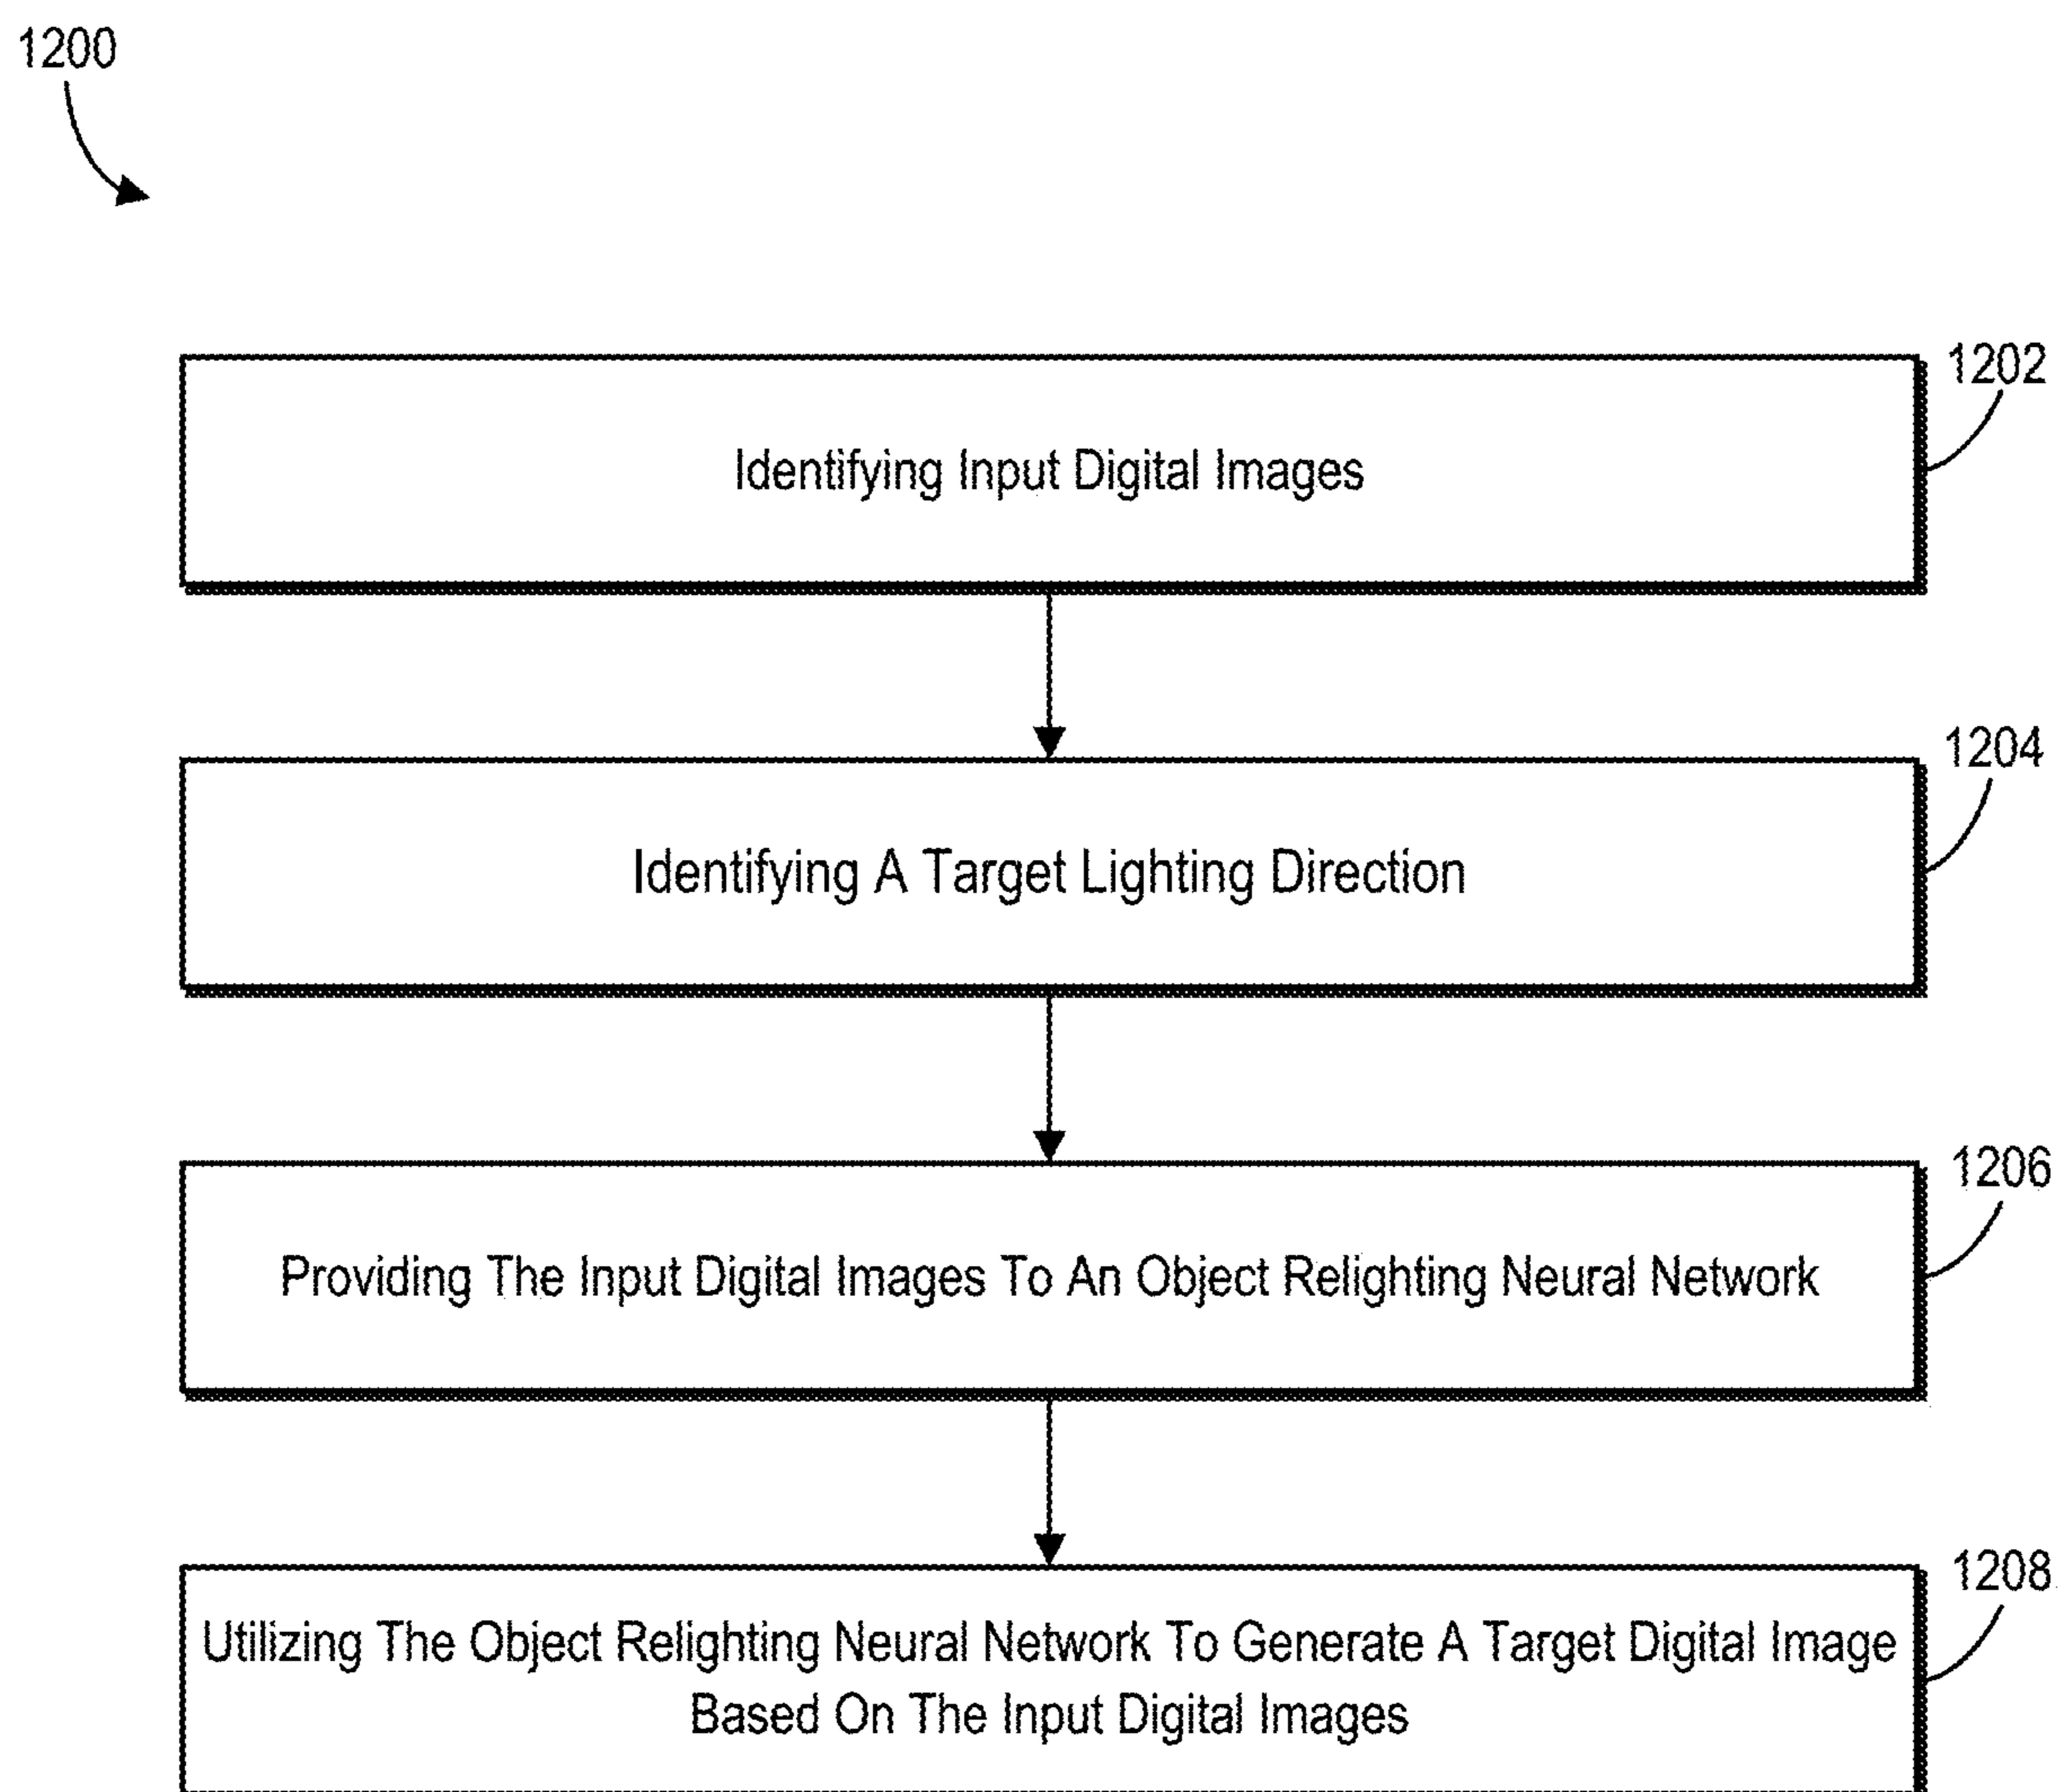 1200
1202
Identifying Input Digital Images
1204
Identifying A Target Lighting Direction
1206
Providing The Input Digital Images To An Object Relighting Neural Network
1208
Utilizing The Object Relighting Neural Network To Generate A Target Digital Image
Based On The Input Digital Images